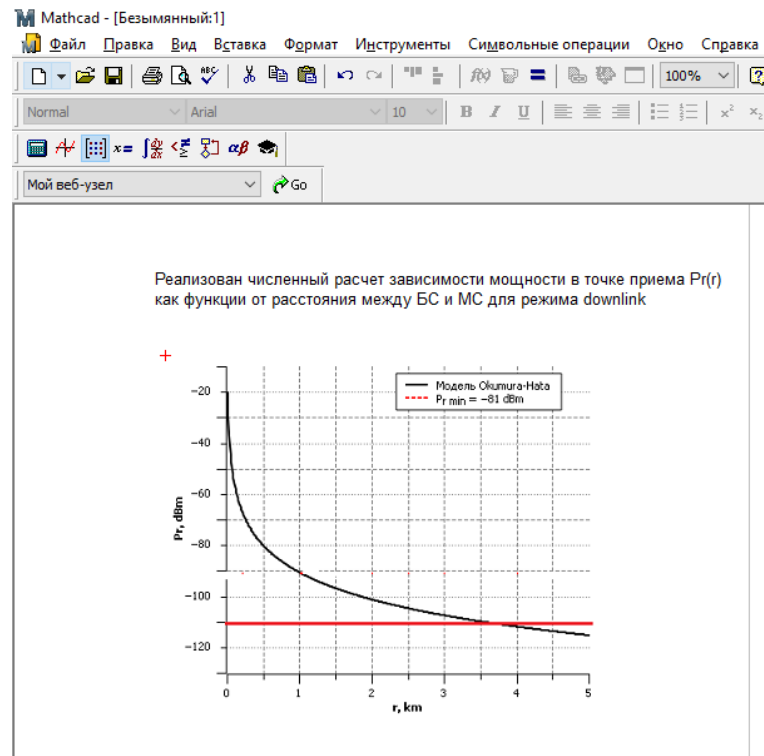 Mathcad - [Безымянный:1]
Файл Правка Вид Вставка Формат Инструменты Символьные операции Окно Справка
100%
Normal Arial 10 B I U x² x₂
x= αβ
Мой веб-узел Go
Реализован численный расчет зависимости мощности в точке приема Pr(r)
как функции от расстояния между БС и МС для режима downlink
Модель Okumura-Hata
Pr min = −81 dBm
−20
−40
−60
−80
−100
−120
Pr, dBm
0 1 2 3 4 5
r, km